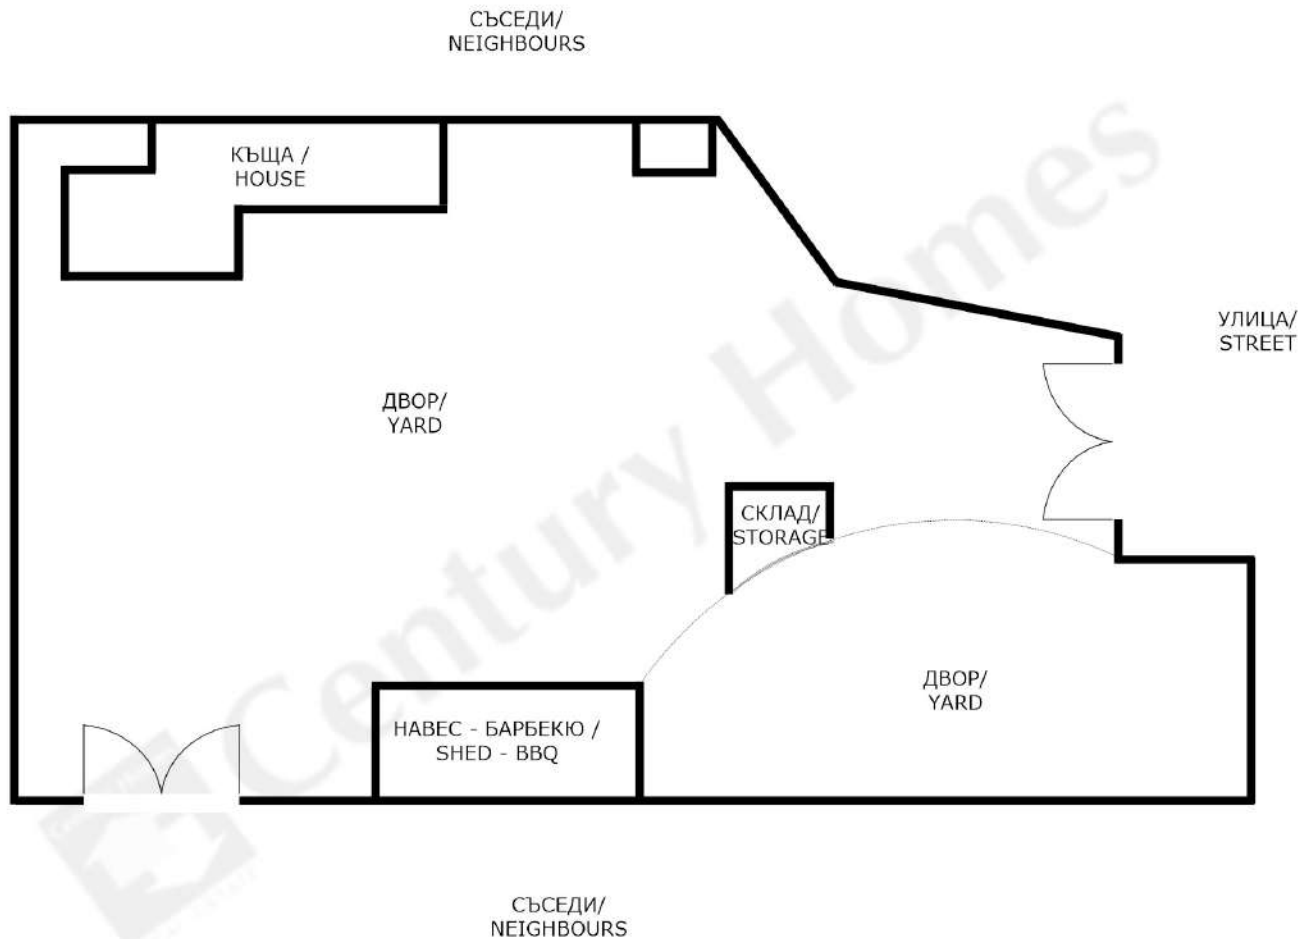 СЪСЕДИ/
NEIGHBOURS
КЪЩА /
HOUSE
УЛИЦА/
STREET
ДВОР/
YARD
СКЛАД/
STORAGE
ДВОР/
YARD
НАВЕС - БАРБЕКЮ /
SHED - BBQ
СЪСЕДИ/
NEIGHBOURS
Century Homes